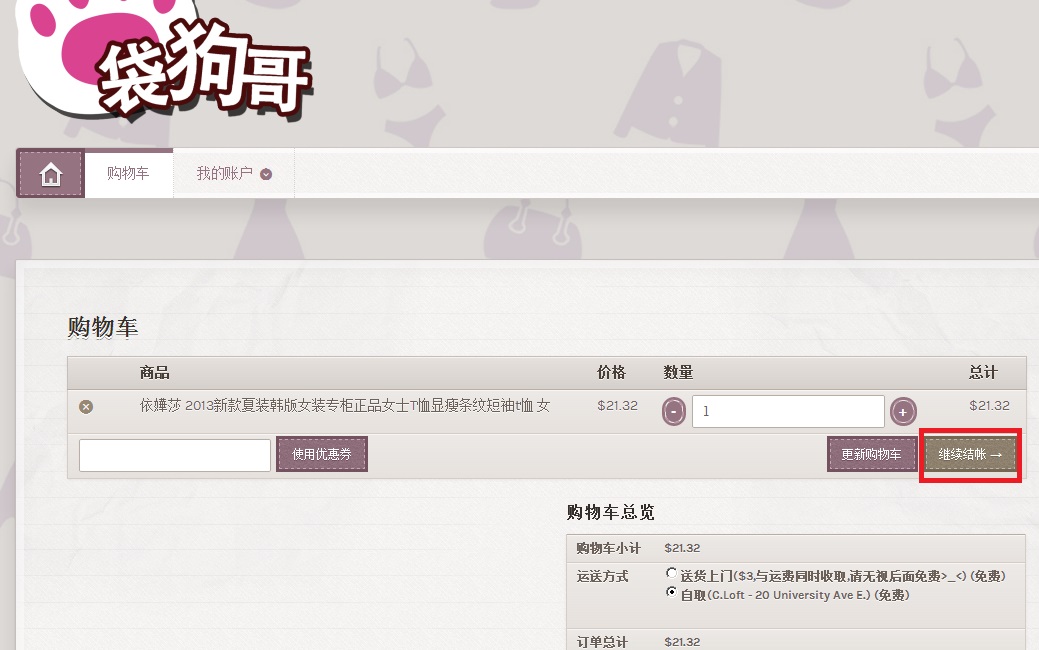 袋狗哥
购物车 我的账户
购物车
商品 价格 数量 总计
依婕莎 2013新款夏装韩版女装专柜正品女士T恤显瘦条纹短袖t恤 女 $21.32 - 1 + $21.32
使用优惠劵 更新购物车 继续结帐 →
购物车总览
购物车小计 $21.32
运送方式 送货上门($3,与运费同时收取,请无视后面免费>_<) (免费)
自取(C.Loft - 20 University Ave E.) (免费)
订单总计 $21.32